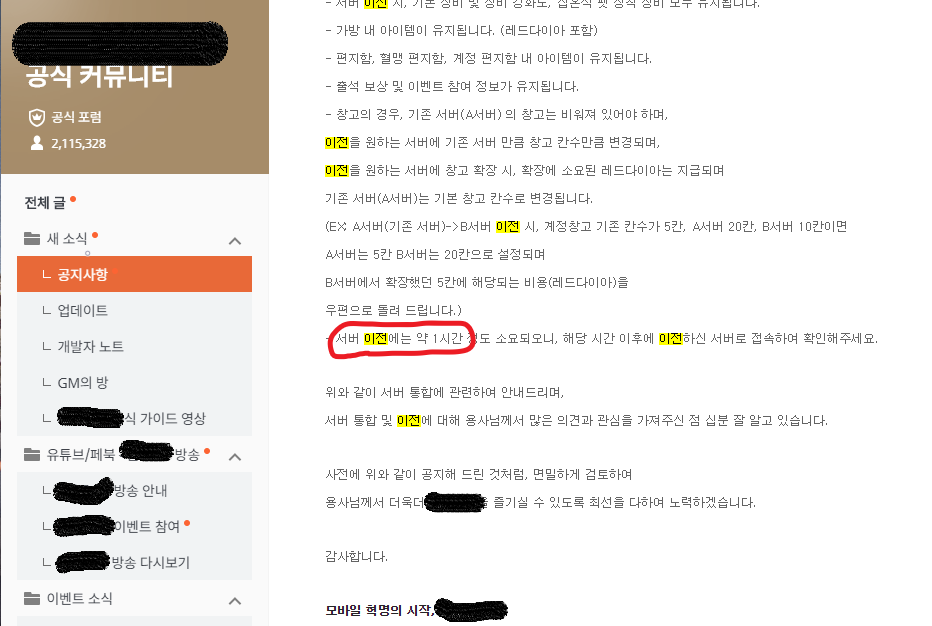 공식 커뮤니티
공식 포럼
2,115,328
전체 글
새 소식
공지사항
업데이트
개발자 노트
GM의 방
식 가이드 영상
유튜브/페북 방송
방송 안내
이벤트 참여
방송 다시보기
이벤트 소식
- 서버 이전 시, 기본 장비 및 장비 강화도, 집혼석 펫 장착 장비 모두 유지됩니다.
- 가방 내 아이템이 유지됩니다. (레드다이아 포함)
- 편지함, 혈맹 편지함, 계정 편지함 내 아이템이 유지됩니다.
- 출석 보상 및 이벤트 참여 정보가 유지됩니다.
- 창고의 경우, 기존 서버(A서버) 의 창고는 비워져 있어야 하며,
이전을 원하는 서버에 기존 서버 만큼 창고 칸수만큼 변경되며,
이전을 원하는 서버에 창고 확장 시, 확장에 소요된 레드다이아는 지급되며
기존 서버(A서버)는 기본 창고 칸수로 변경됩니다.
(EX: A서버(기존 서버)->B서버 이전 시, 계정창고 기존 칸수가 5칸, A서버 20칸, B서버 10칸이면
A서버는 5칸 B서버는 20칸으로 설정되며
B서버에서 확장했던 5칸에 해당되는 비용(레드다이아)을
우편으로 돌려 드립니다.)
- 서버 이전에는 약 1시간 정도 소요되오니, 해당 시간 이후에 이전하신 서버로 접속하여 확인해주세요.
위와 같이 서버 통합에 관련하여 안내드리며,
서버 통합 및 이전에 대해 용사님께서 많은 의견과 관심을 가져주신 점 십분 잘 알고 있습니다.
사전에 위와 같이 공지해 드린 것처럼, 면밀하게 검토하여
용사님께서 더욱더 을 즐기실 수 있도록 최선을 다하여 노력하겠습니다.
감사합니다.
모바일 혁명의 시작,